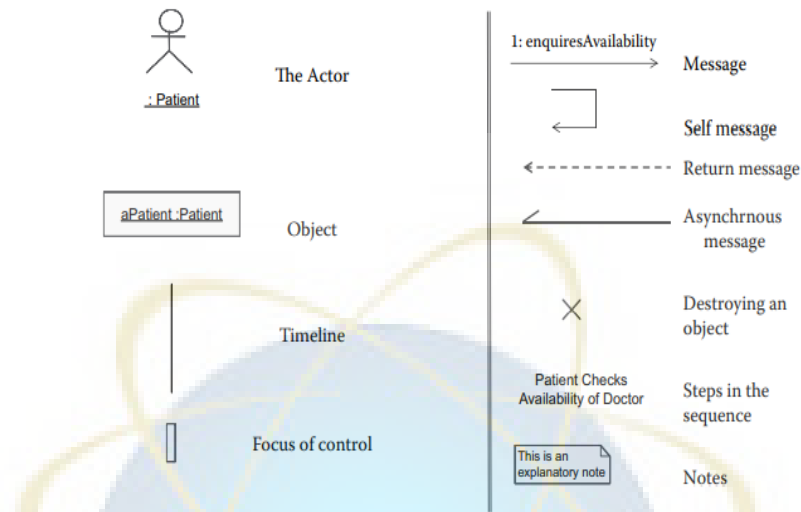 : Patient
The Actor
aPatient :Patient
Object
Timeline
Focus of control
1: enquiresAvailability
Message
Self message
Return message
Asynchrnous
message
Destroying an
object
Patient Checks
Availability of Doctor
Steps in the
sequence
This is an
explanatory note
Notes